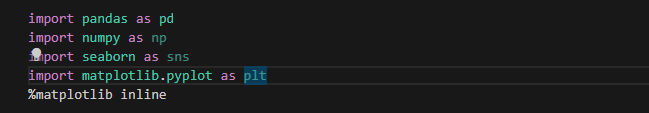 import pandas as pd
import numpy as np
import seaborn as sns
import matplotlib.pyplot as plt
%matplotlib inline